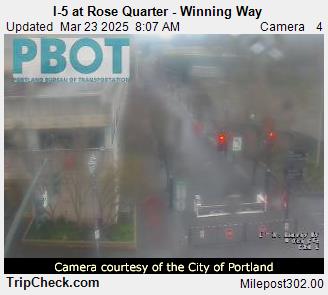 I-5 at Rose Quarter - Winning Way
Updated Mar 23 2025 8:07 AM Camera 4
PBOT
PORTLAND BUREAU OF TRANSPORTATION
Camera courtesy of the City of Portland
TripCheck.com Milepost302.00